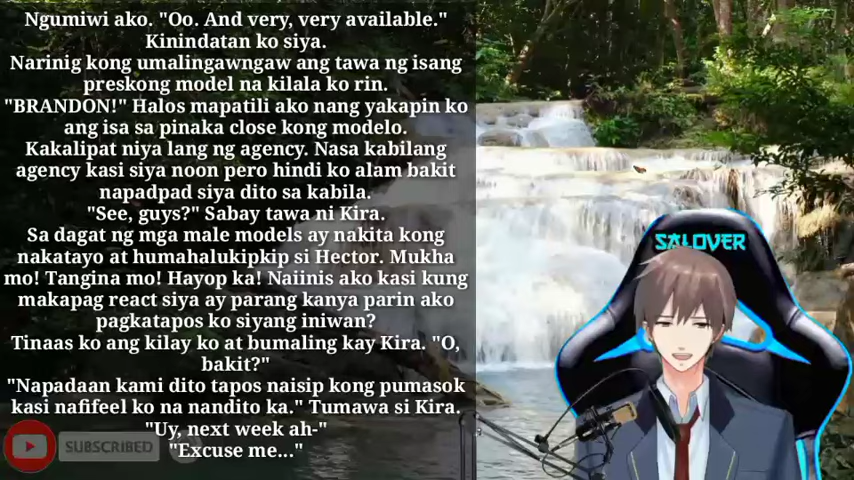 Ngumiwi ako. "Oo. And very, very available."
Kinindatan ko siya.
Narinig kong umalingawngaw ang tawa ng isang
preskong model na kilala ko rin.
"BRANDON!" Halos mapatili ako nang yakapin ko
ang isa sa pinaka close kong modelo.
Kakalipat niya lang ng agency. Nasa kabilang
agency kasi siya noon pero hindi ko alam bakit
napadpad siya dito sa kabila.
"See, guys?" Sabay tawa ni Kira.
Sa dagat ng mga male models ay nakita kong
nakatayo at humahalukipkip si Hector. Mukha
mo! Tangina mo! Hayop ka! Naiinis ako kasi kung
makapag react siya ay parang kanya parin ako
pagkatapos ko siyang iniwan?
Tinaas ko ang kilay ko at bumaling kay Kira. "O,
bakit?"
"Napadaan kami dito tapos naisip kong pumasok
kasi nafifeel ko na nandito ka." Tumawa si Kira.
"Uy, next week ah-"
"Excuse me..."
SUBSCRIBED
SALOVER